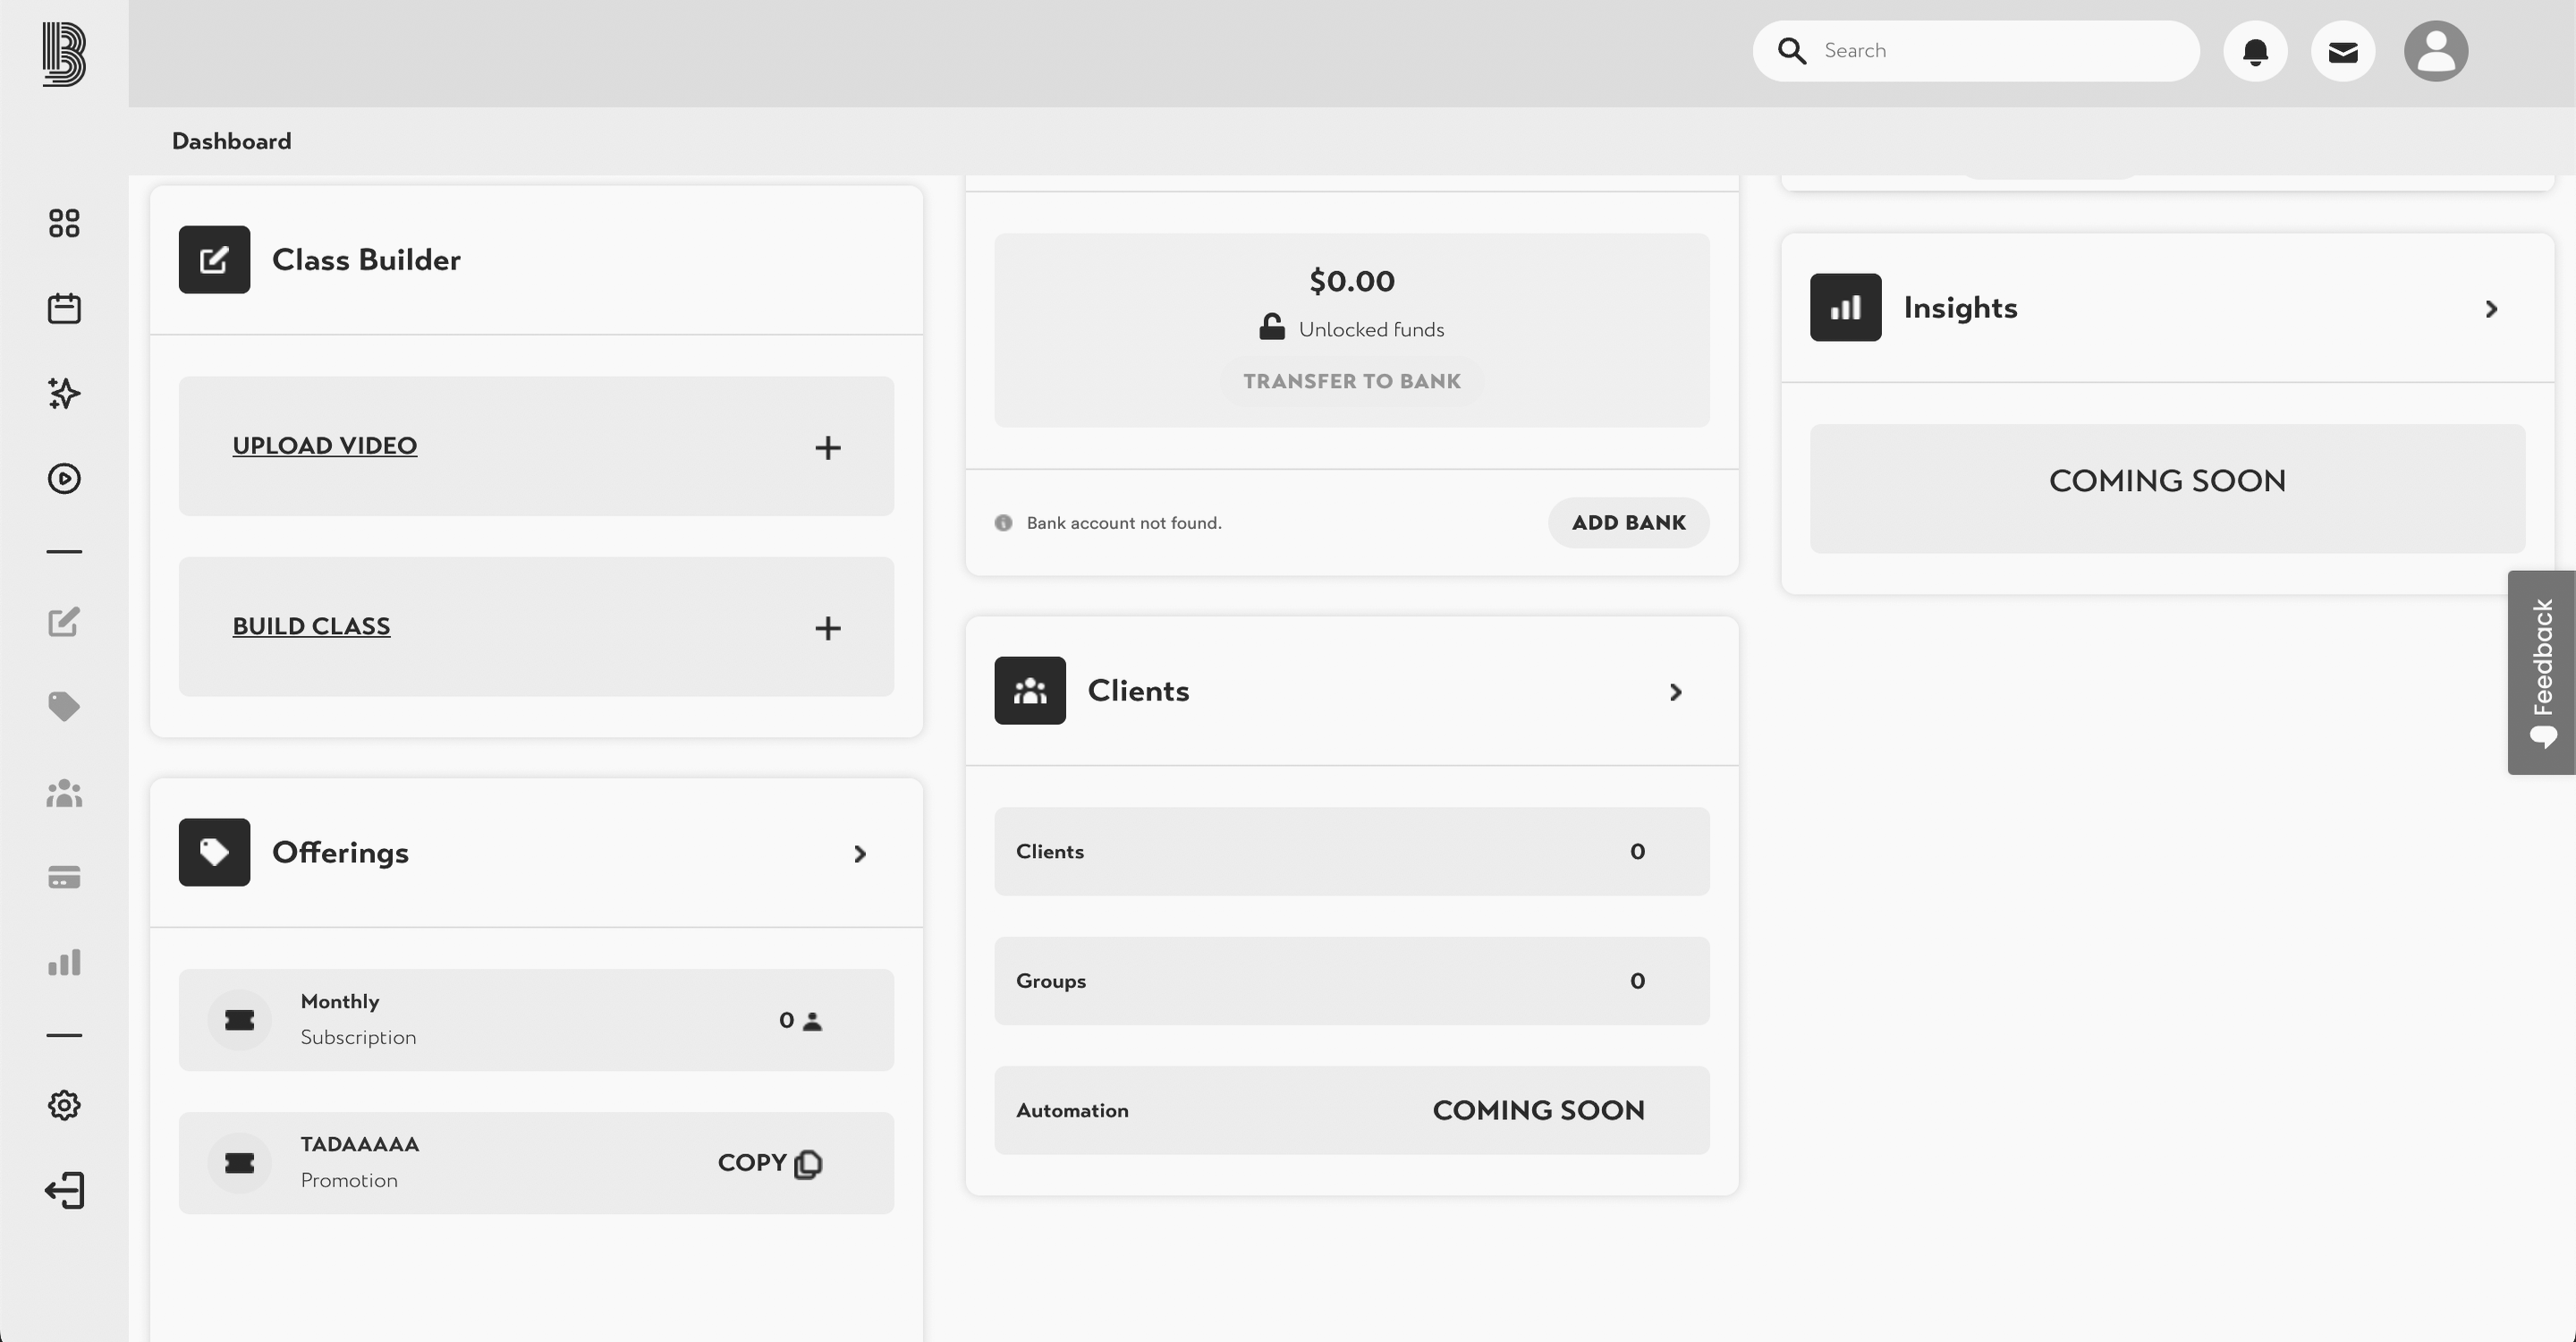 Search
Dashboard
Class Builder
UPLOAD VIDEO
BUILD CLASS
Offerings
Monthly
Subscription
0
TADAAAAA
Promotion
COPY
$0.00
Unlocked funds
TRANSFER TO BANK
Bank account not found.
ADD BANK
Clients
Clients 0
Groups 0
Automation COMING SOON
Insights
COMING SOON
Feedback